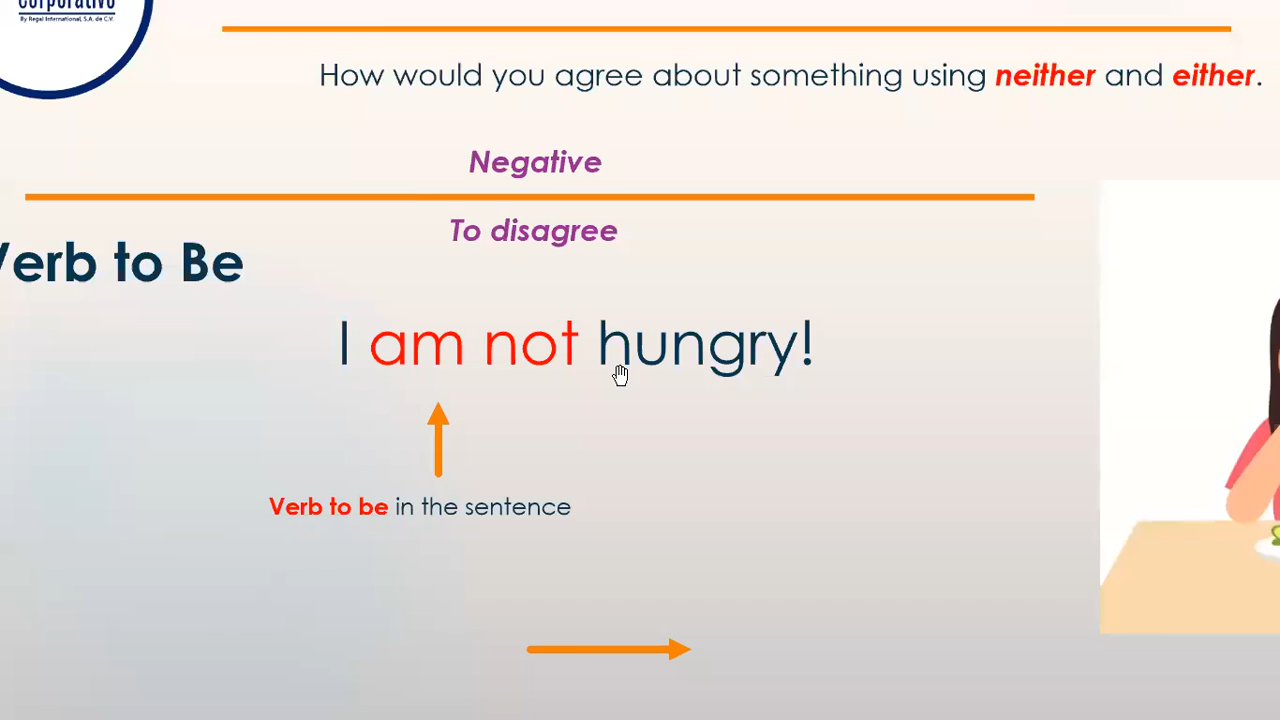 corporativo
By Regal International, S.A. de C.V.
How would you agree about something using neither and either.
Negative
To disagree
Verb to Be
I am not hungry!
Verb to be in the sentence